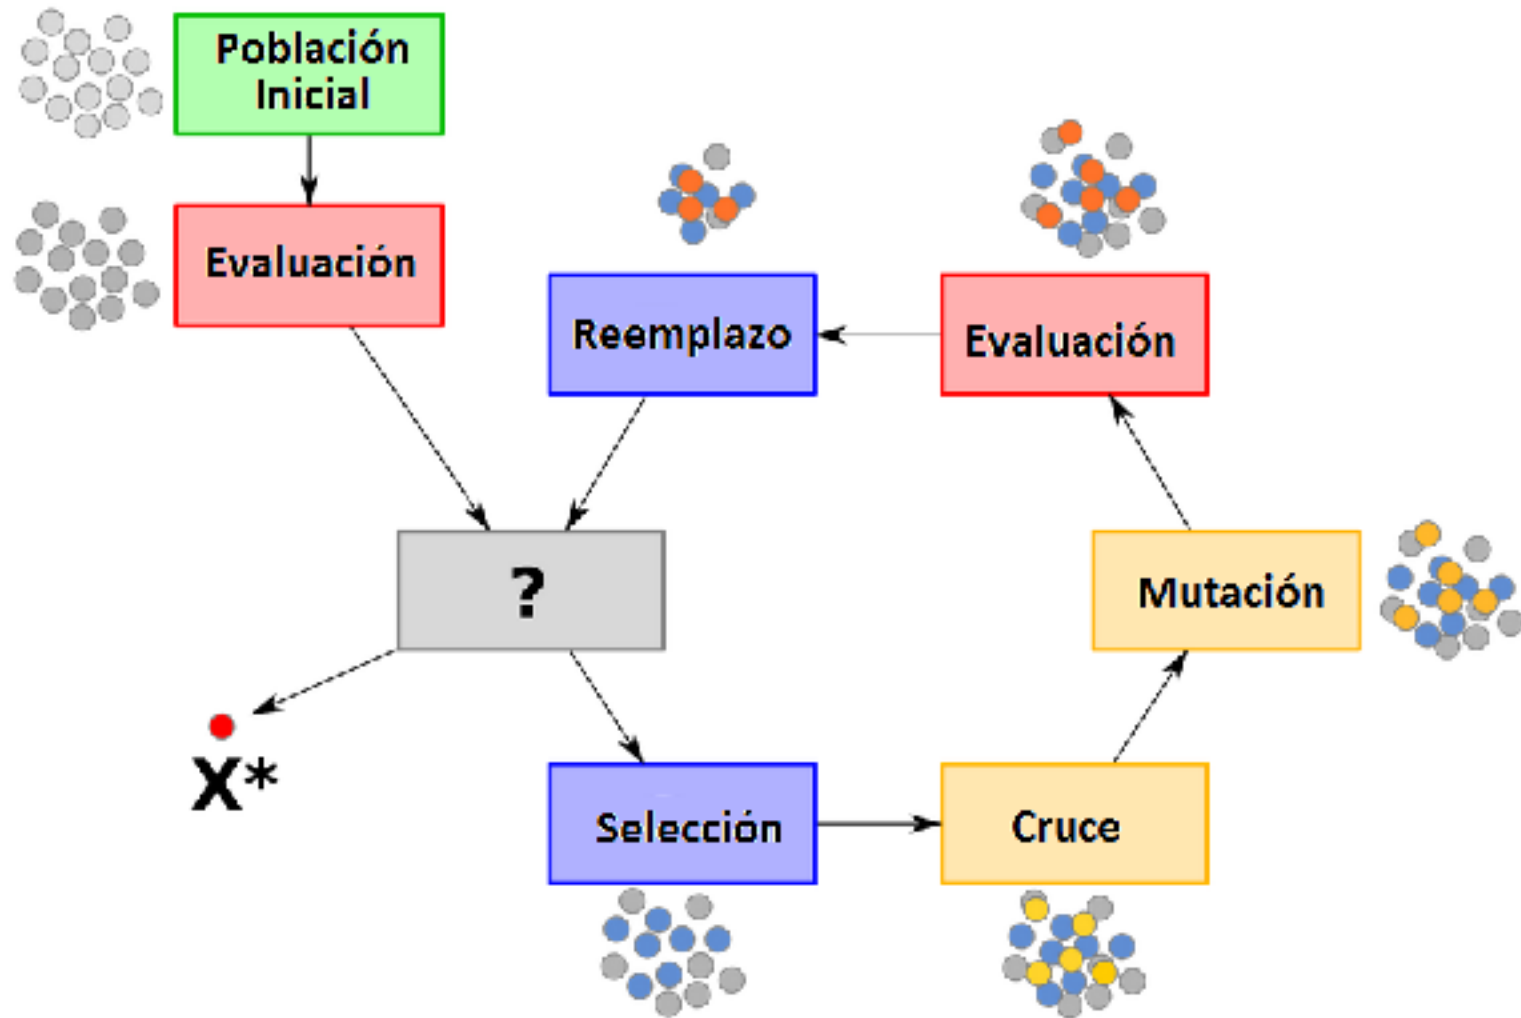 Población
Inicial
Evaluación
Reemplazo
Evaluación
?
Mutación
X*
Selección
Cruce